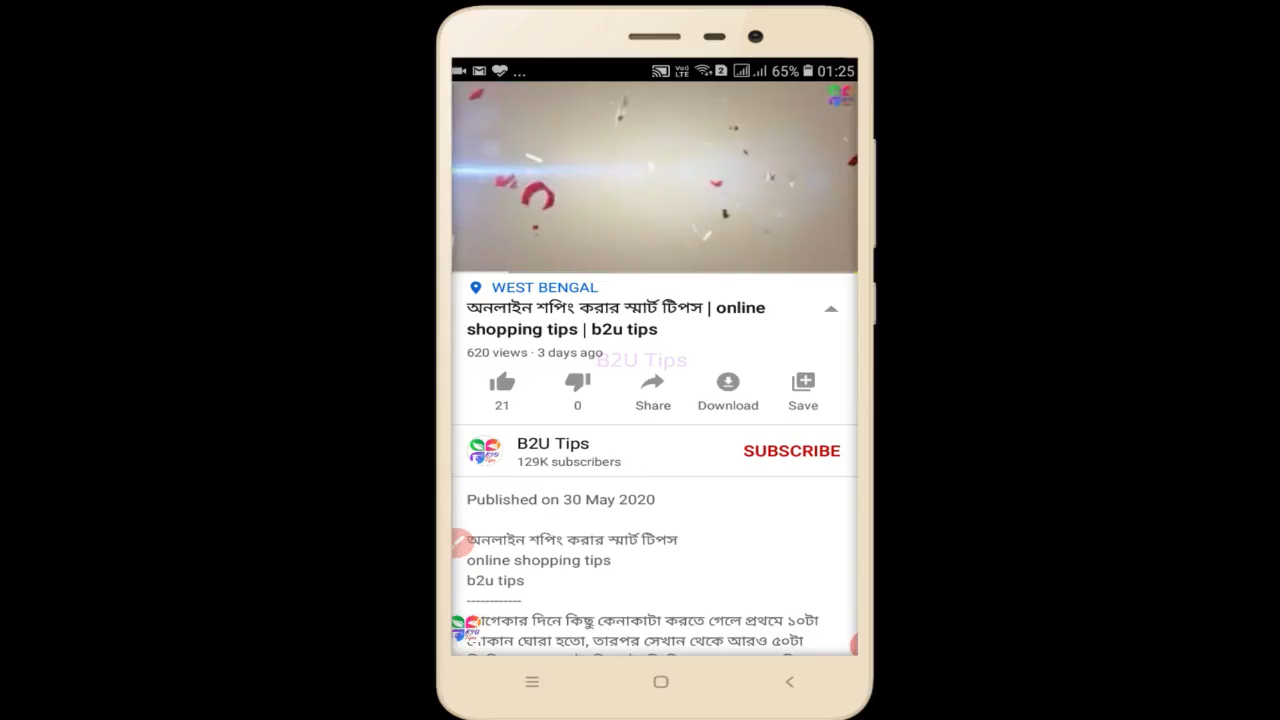 VoLTE 2 65% 01:25
WEST BENGAL
অনলাইন শপিং করার স্মার্ট টিপস | online
shopping tips | b2u tips
620 views · 3 days ago
B2U Tips
21 0 Share Download Save
B2U Tips
SUBSCRIBE
129K subscribers
Published on 30 May 2020
অনলাইন শপিং করার স্মার্ট টিপস
online shopping tips
b2u tips
------------
কিছু কেনাকাটা করতে গেলে প্রথমে ১০টা
ঘোরা হতো, তারপর সেখান থেকে আরও ৫০টা